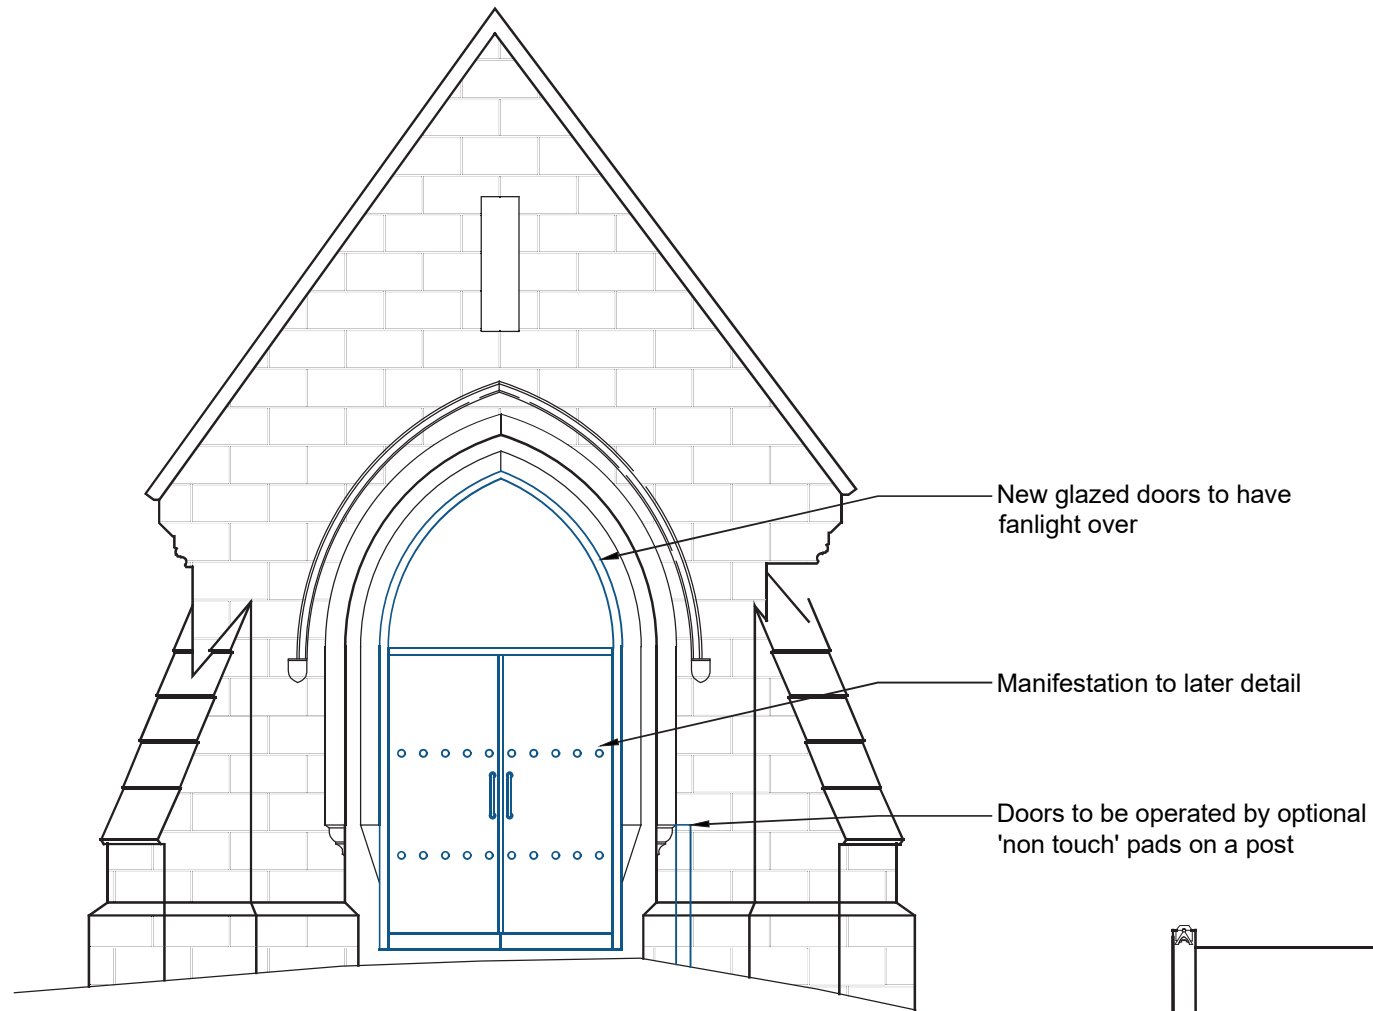 New glazed doors to have
fanlight over
Manifestation to later detail
Doors to be operated by optional
'non touch' pads on a post